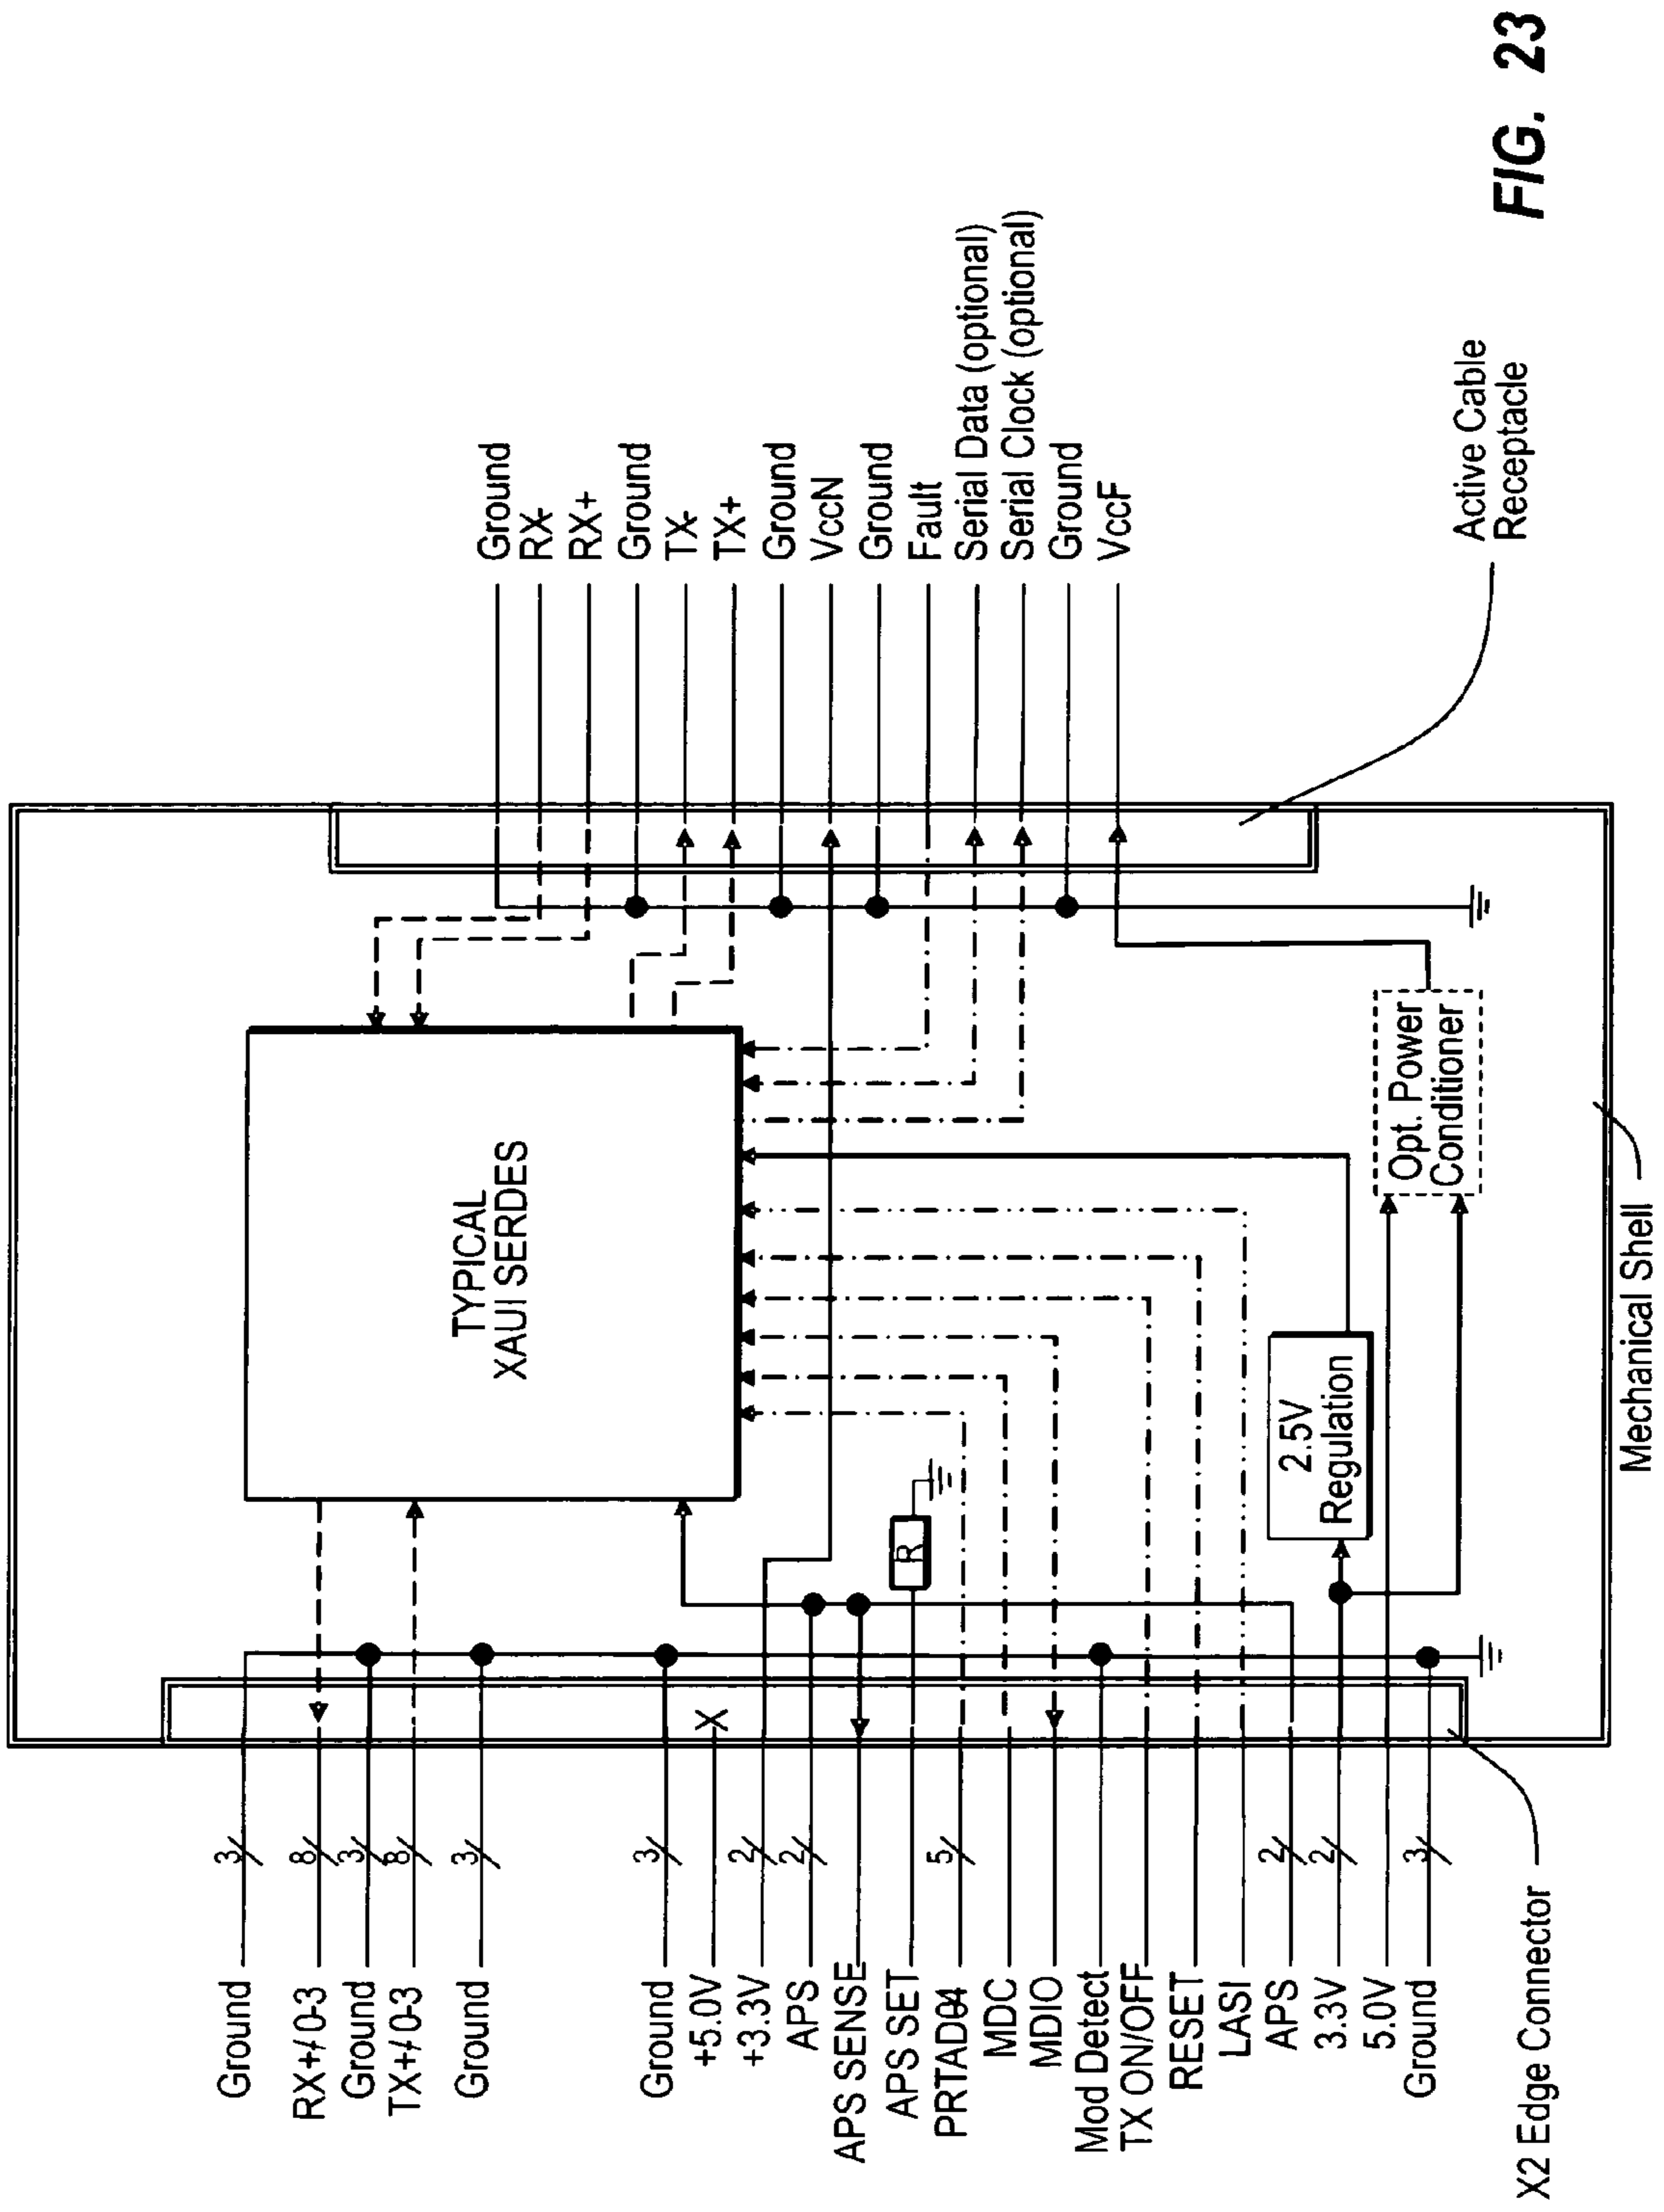 Ground
RX+/ 0-3
Ground
TX+/ 0-3
Ground
Ground
+5.0V
+3.3V
APS
APS SENSE
APS SET
PRTAD04
MDC
MDIO
Mod Detect
TX ON/OFF
RESET
LASI
APS
3.3V
5.0V
Ground
X2 Edge Connector
3
8
3
8
3
3
2
2
5
2
2
3
X
R
TYPICAL
XAUI SERDES
2.5V
Regulation
Opt. Power
Conditioner
Mechanical Shell
Ground
RX-
RX+
Ground
TX-
TX+
Ground
VccN
Ground
Fault
Serial Data (optional)
Serial Clock (optional)
Ground
VccF
Active Cable
Receptacle
FIG. 23